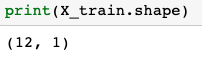 print(X_train.shape)
(12, 1)